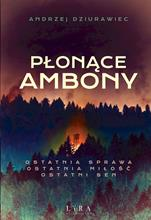 ANDRZEJ DZIURAWIEC
PŁONĄCE
AMBONY
OSTATNIA SPRAWA
OSTATNIA MIŁOŚĆ
OSTATNI SEN
LIRA